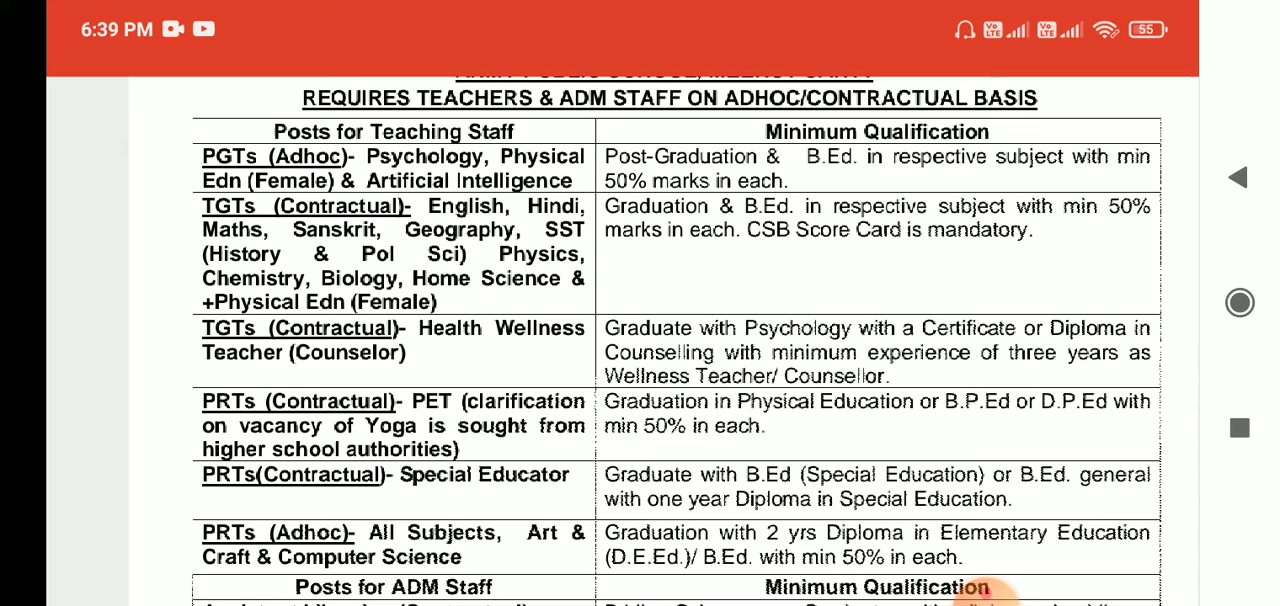 6:39 PM
55
REQUIRES TEACHERS & ADM STAFF ON ADHOC/CONTRACTUAL BASIS
Posts for Teaching Staff
Minimum Qualification
PGTs (Adhoc)- Psychology, Physical
Edn (Female) & Artificial Intelligence
Post-Graduation & B.Ed. in respective subject with min
50% marks in each.
TGTs (Contractual)- English, Hindi,
Maths, Sanskrit, Geography, SST
(History & Pol Sci) Physics,
Chemistry, Biology, Home Science &
+Physical Edn (Female)
Graduation & B.Ed. in respective subject with min 50%
marks in each. CSB Score Card is mandatory.
TGTs (Contractual)- Health Wellness
Teacher (Counselor)
Graduate with Psychology with a Certificate or Diploma in
Counselling with minimum experience of three years as
Wellness Teacher/ Counsellor.
PRTs (Contractual)- PET (clarification
on vacancy of Yoga is sought from
higher school authorities)
Graduation in Physical Education or B.P.Ed or D.P.Ed with
min 50% in each.
PRTs(Contractual)- Special Educator
Graduate with B.Ed (Special Education) or B.Ed. general
with one year Diploma in Special Education.
PRTs (Adhoc)- All Subjects, Art &
Craft & Computer Science
Graduation with 2 yrs Diploma in Elementary Education
(D.E.Ed.)/ B.Ed. with min 50% in each.
Posts for ADM Staff
Minimum Qualification